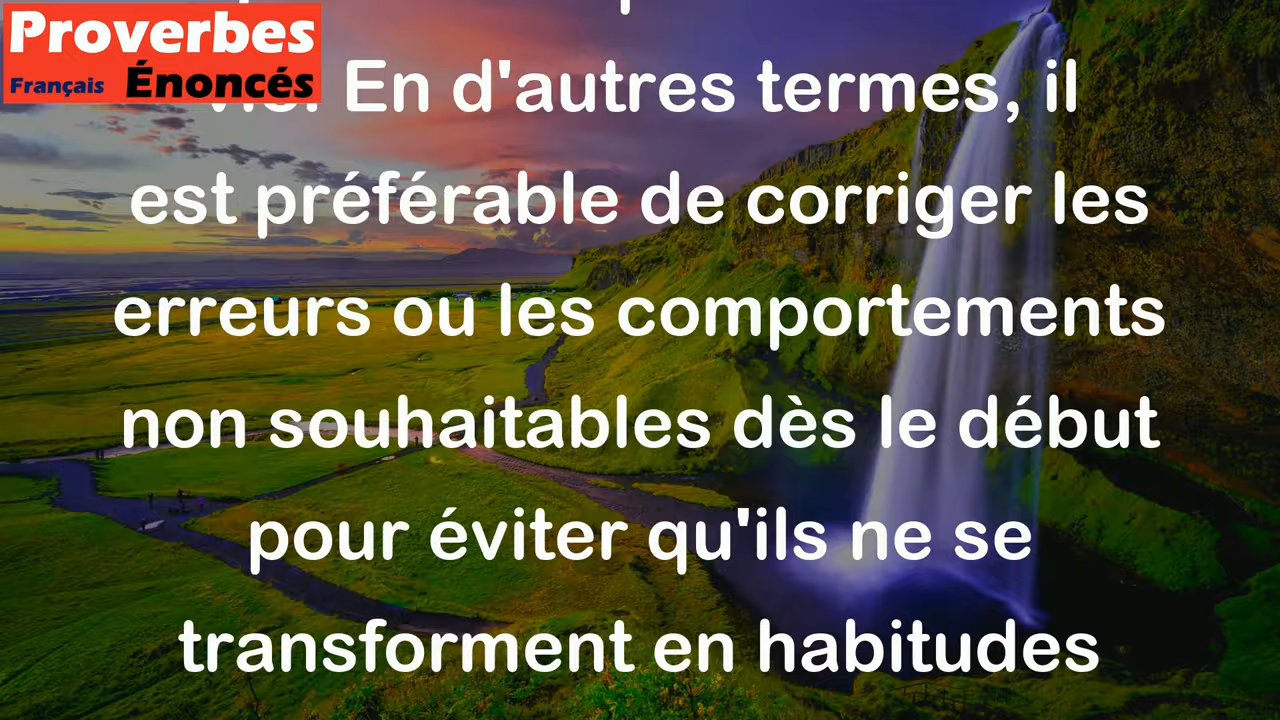 Proverbes
Français Énoncés
En d'autres termes, il
est préférable de corriger les
erreurs ou les comportements
non souhaitables dès le début
pour éviter qu'ils ne se
transforment en habitudes